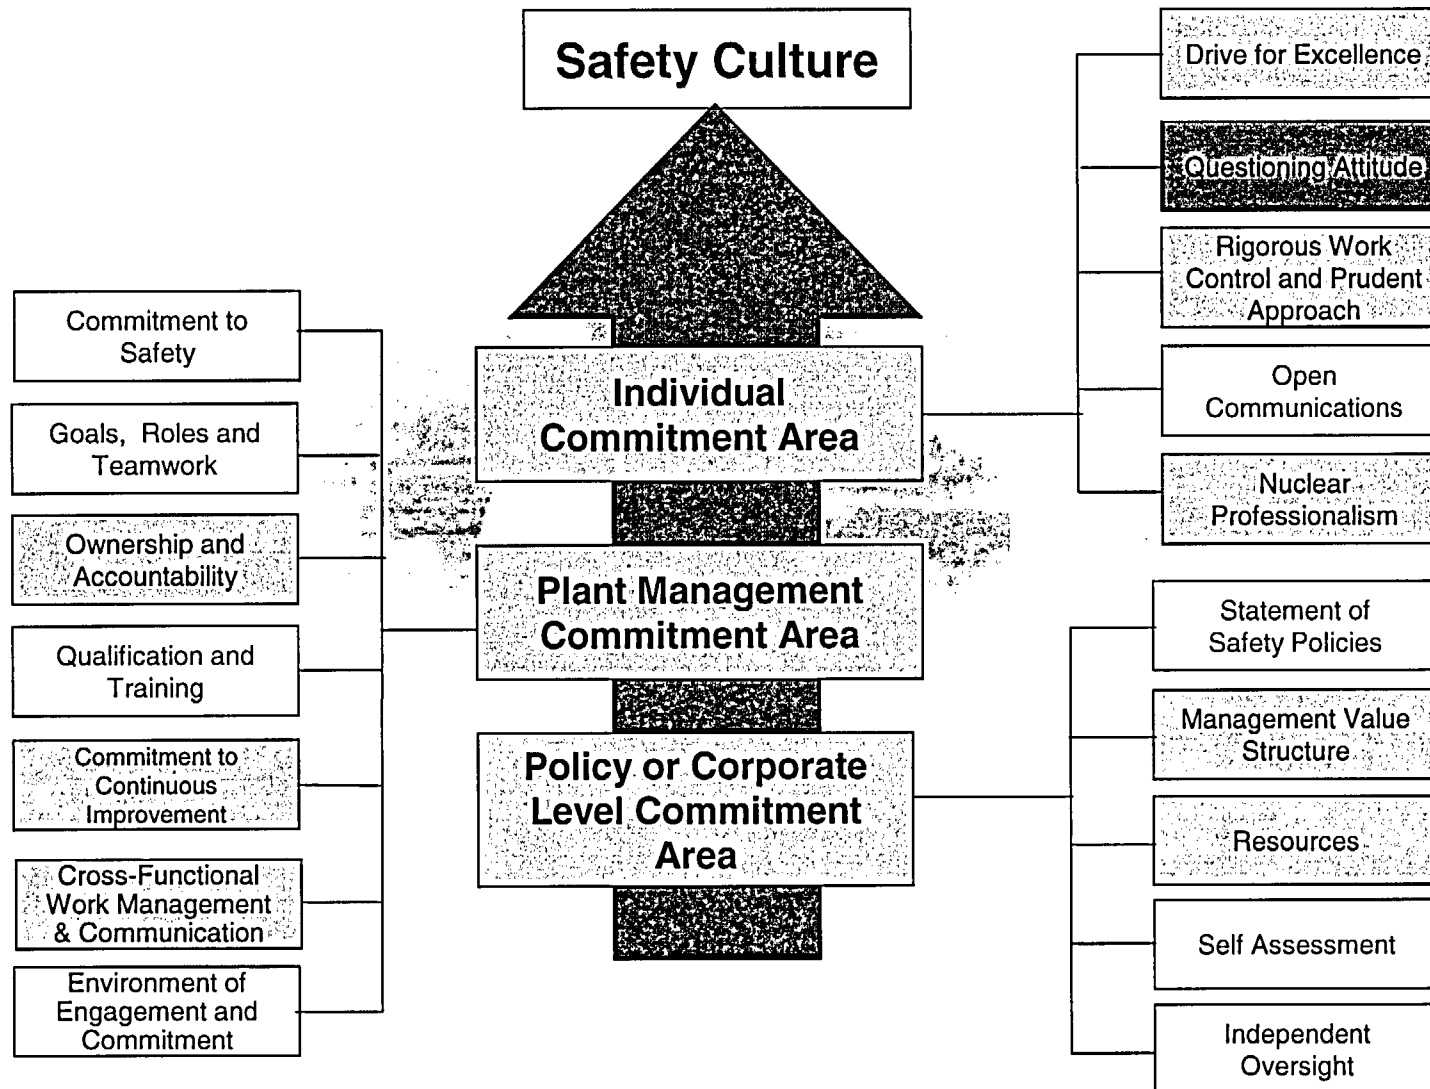 Safety Culture
Individual
Commitment Area
Plant Management
Commitment Area
Policy or Corporate
Level Commitment
Area
Commitment to
Safety
Goals, Roles and
Teamwork
Ownership and
Accountability
Qualification and
Training
Commitment to
Continuous
Improvement
Cross-Functional
Work Management
& Communication
Environment of
Engagement and
Commitment
Drive for Excellence
Questioning Attitude
Rigorous Work
Control and Prudent
Approach
Open
Communications
Nuclear
Professionalism
Statement of
Safety Policies
Management Value
Structure
Resources
Self Assessment
Independent
Oversight